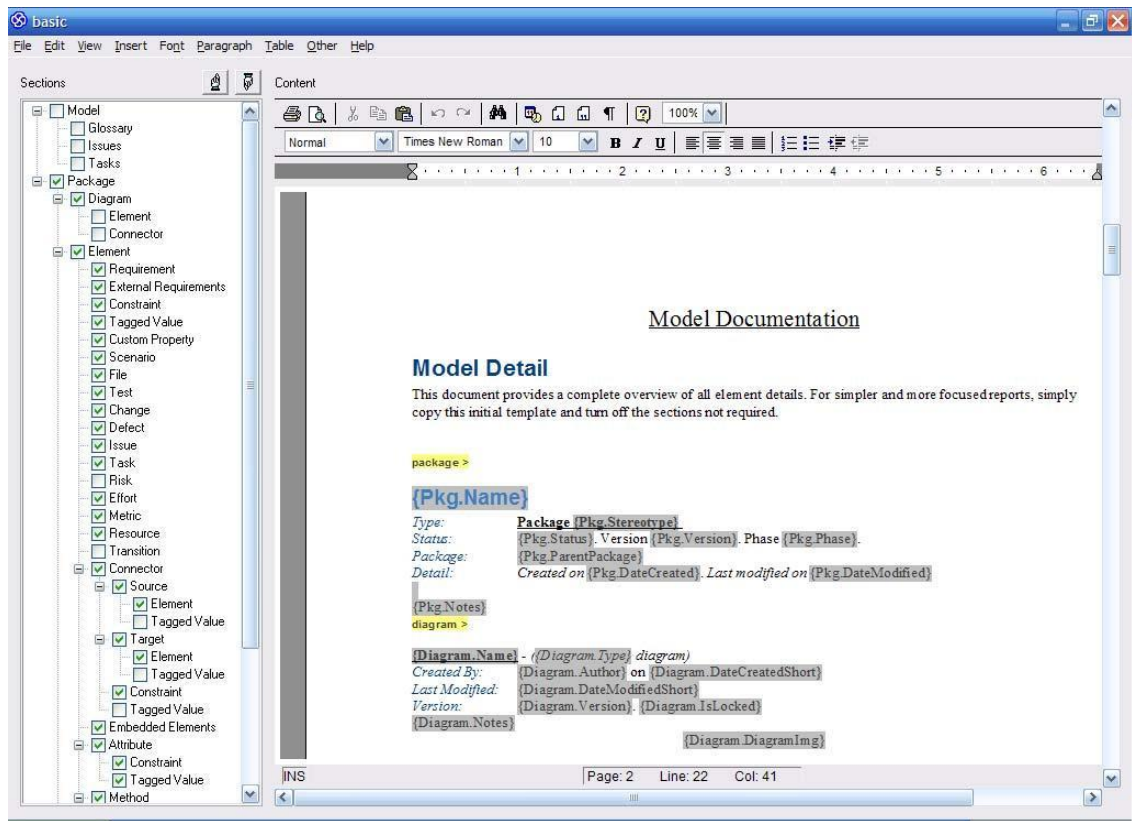 basic
File Edit View Insert Font Paragraph Table Other Help
Sections
Model
Glossary
Issues
Tasks
Package
Diagram
Element
Connector
Element
Requirement
External Requirements
Constraint
Tagged Value
Custom Property
Scenario
File
Test
Change
Defect
Issue
Task
Risk
Effort
Metric
Resource
Transition
Connector
Source
Element
Tagged Value
Target
Element
Tagged Value
Constraint
Tagged Value
Embedded Elements
Attribute
Constraint
Tagged Value
Method
Content
100%
Normal Times New Roman 10 B I U
1 2 3 4 5 6
Model Documentation
Model Detail
This document provides a complete overview of all element details. For simpler and more focused reports, simply
copy this initial template and turn off the sections not required.
package >
{Pkg.Name}
Type: Package {Pkg.Stereotype}
Status: {Pkg.Status}. Version {Pkg.Version}. Phase {Pkg.Phase}.
Package: {Pkg.ParentPackage}
Detail: Created on {Pkg.DateCreated}. Last modified on {Pkg.DateModified}
{Pkg.Notes}
diagram >
{Diagram.Name} - ({Diagram.Type} diagram)
Created By: {Diagram.Author} on {Diagram.DateCreatedShort}
Last Modified: {Diagram.DateModifiedShort}
Version: {Diagram.Version}. {Diagram.IsLocked}
{Diagram.Notes}
{Diagram.DiagramImg}
INS Page: 2 Line: 22 Col: 41